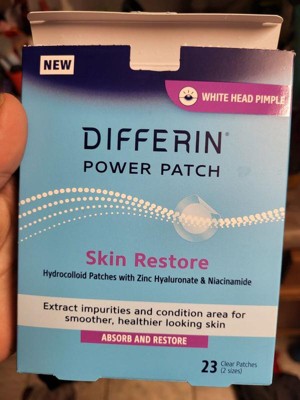 NEW
WHITE HEAD PIMPLE
DIFFERIN®
POWER PATCH
Skin Restore
Hydrocolloid Patches with Zinc Hyaluronate & Niacinamide
Extract impurities and condition area for
smoother, healthier looking skin
ABSORB AND RESTORE
23 Clear Patches
(2 sizes)